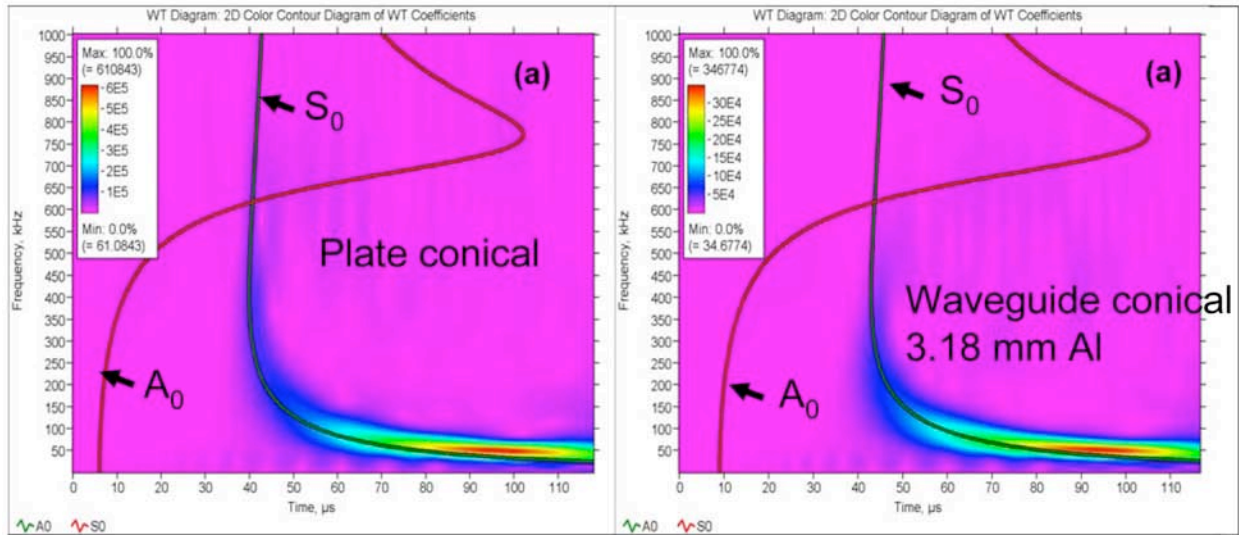 WT Diagram: 2D Color Contour Diagram of WT Coefficients
1000
950
900
850
800
750
700
650
600
550
500
450
400
350
300
250
200
150
100
50
Frequency, kHz
Max: 100.0%
(= 610843)
6E5
5E5
4E5
3E5
2E5
1E5
Min: 0.0%
(= 61.0843)
(a)
S0
Plate conical
A0
0 10 20 30 40 50 60 70 80 90 100 110
Time, µs
A0 S0
WT Diagram: 2D Color Contour Diagram of WT Coefficients
1000
950
900
850
800
750
700
650
600
550
500
450
400
350
300
250
200
150
100
50
Frequency, kHz
Max: 100.0%
(= 346774)
30E4
25E4
20E4
15E4
10E4
5E4
Min: 0.0%
(= 34.6774)
(a)
S0
Waveguide conical
3.18 mm Al
A0
0 10 20 30 40 50 60 70 80 90 100 110
Time, µs
A0 S0